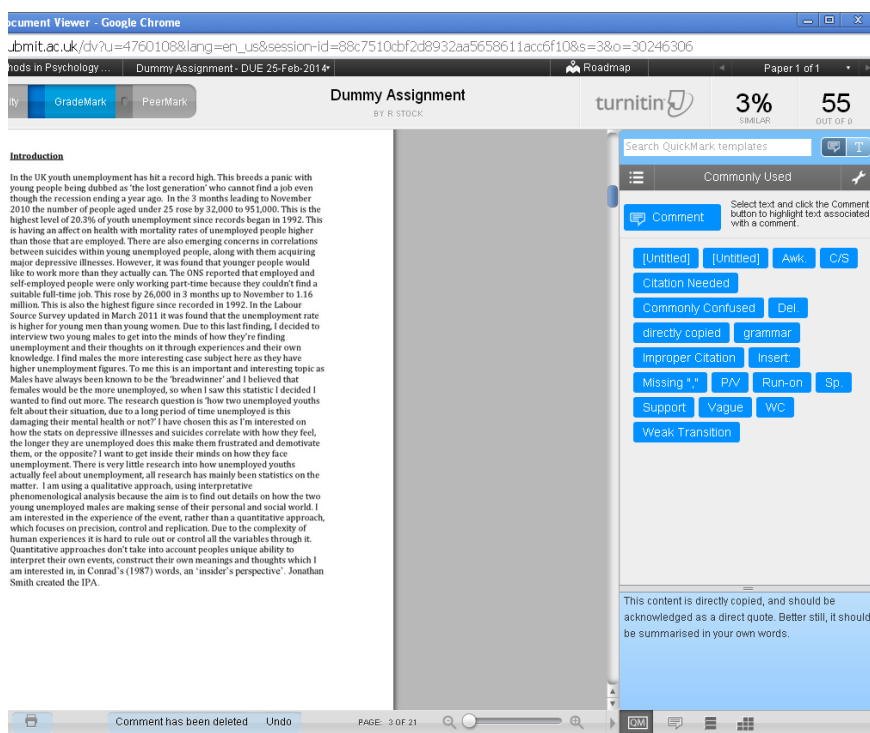 ocument Viewer - Google Chrome
ubmit.ac.uk/dv?u=4760108&lang=en_us&session-id=88c7510cbf2d8932aa5658611acc6f10&s=3&o=30246306
hods in Psychology ... Dummy Assignment - DUE 25-Feb-2014 Roadmap Paper 1 of 1
ity GradeMark PeerMark Dummy Assignment turnitin 3% 55
BY R STOCK SIMILAR OUT OF 0
Introduction
In the UK youth unemployment has hit a record high. This breeds a panic with
young people being dubbed as 'the lost generation' who cannot find a job even
though the recession ending a year ago. In the 3 months leading to November
2010 the number of people aged under 25 rose by 32,000 to 951,000. This is the
highest level of 20.3% of youth unemployment since records began in 1992. This
is having an affect on health with mortality rates of unemployed people higher
than those that are employed. There are also emerging concerns in correlations
between suicides within young unemployed people, along with them acquiring
major depressive illnesses. However, it was found that younger people would
like to work more than they actually can. The ONS reported that employed and
self-employed people were only working part-time because they couldn't find a
suitable full-time job. This rose by 26,000 in 3 months up to November to 1.16
million. This is also the highest figure since recorded in 1992. In the Labour
Source Survey updated in March 2011 it was found that the unemployment rate
is higher for young men than young women. Due to this last finding, I decided to
interview two young males to get into the minds of how they're finding
unemployment and their thoughts on it through experiences and their own
knowledge. I find males the more interesting case subject here as they have
higher unemployment figures. To me this is an important and interesting topic as
Males have always been known to be the 'breadwinner' and I believed that
females would be the more unemployed, so when I saw this statistic I decided I
wanted to find out more. The research question is 'how two unemployed youths
felt about their situation, due to a long period of time unemployed is this
damaging their mental health or not?' I have chosen this as I'm interested on
how the stats on depressive illnesses and suicides correlate with how they feel,
the longer they are unemployed does this make them frustrated and demotivate
them, or the opposite? I want to get inside their minds on how they face
unemployment. There is very little research into how unemployed youths
actually feel about unemployment, all research has mainly been statistics on the
matter. I am using a qualitative approach, using interpretative
phenomenological analysis because the aim is to find out details on how the two
young unemployed males are making sense of their personal and social world. I
am interested in the experience of the event, rather than a quantitative approach,
which focuses on precision, control and replication. Due to the complexity of
human experiences it is hard to rule out or control all the variables through it.
Quantitative approaches don't take into account peoples unique ability to
interpret their own events, construct their own meanings and thoughts which I
am interested in, in Conrad's (1987) words, an 'insider's perspective'. Jonathan
Smith created the IPA.
Search QuickMark templates T
Commonly Used
Comment
Select text and click the Comment
button to highlight text associated
with a comment.
[Untitled] [Untitled] Awk. C/S
Citation Needed
Commonly Confused Del.
directly copied grammar
Improper Citation Insert:
Missing "," P/V Run-on Sp.
Support Vague WC
Weak Transition
This content is directly copied, and should be
acknowledged as a direct quote. Better still, it should
be summarised in your own words.
Comment has been deleted Undo PAGE: 3 OF 21 QM